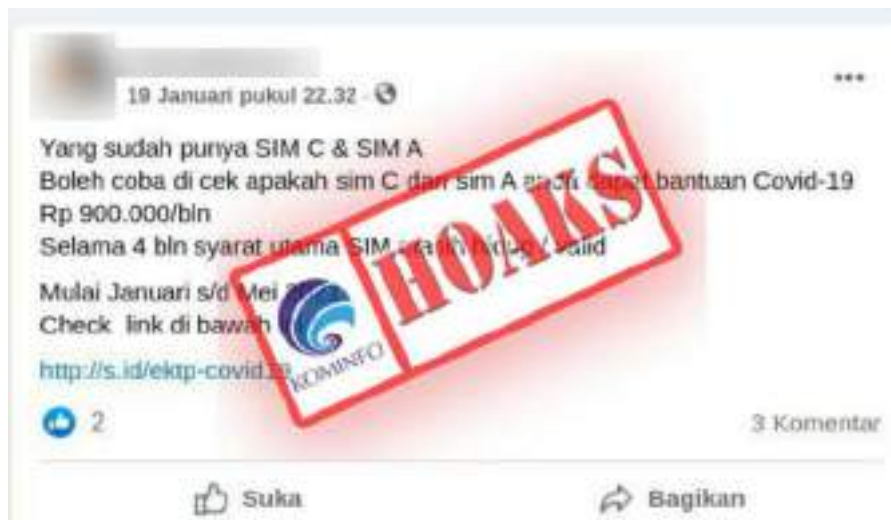 19 Januari pukul 22.32
Yang sudah punya SIM C & SIM A
Boleh coba di cek apakah sim C dan sim A dapat bantuan Covid-19
Rp 900.000/bln
Selama 4 bln syarat utama SIM valid
Mulai Januari s/d Mei
Check link di bawah
http://s.id/ektp-covid19
KOMINFO
HOAKS
2
3 Komentar
Suka
Bagikan